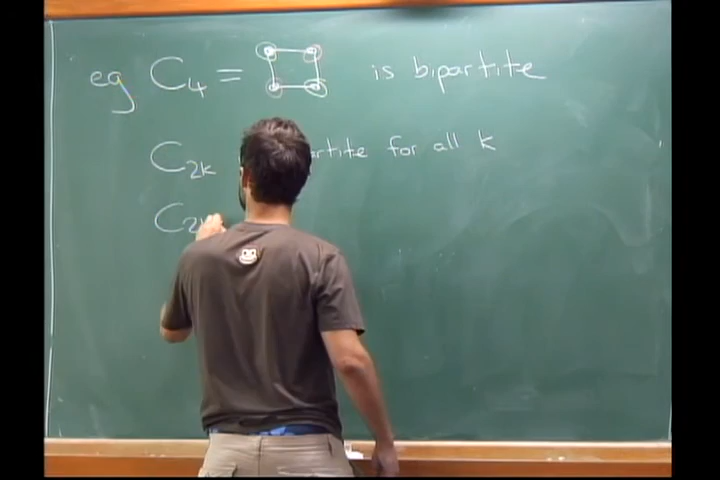 eg C₄ = is bipartite
C₂ₖ artite for all k
C₂